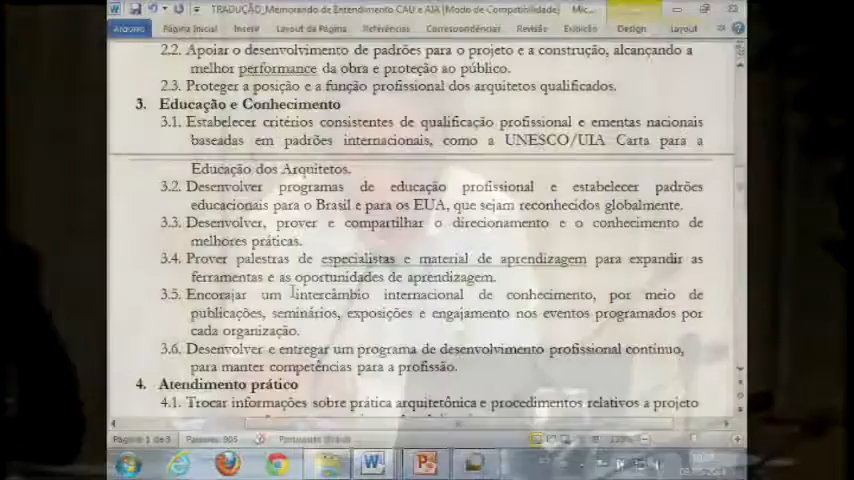 TRADUÇÃO_Memorando de Entendimento CAU e AIA [Modo de Compatibilidade] Mic...
Arquivo Página Inicial Inserir Layout da Página Referências Correspondências Revisão Exibição Design Layout
2.2. Apoiar o desenvolvimento de padrões para o projeto e a construção, alcançando a
melhor performance da obra e proteção ao público.
2.3. Proteger a posição e a função profissional dos arquitetos qualificados.
3. Educação e Conhecimento
3.1. Estabelecer critérios consistentes de qualificação profissional e ementas nacionais
baseadas em padrões internacionais, como a UNESCO/UIA Carta para a
Educação dos Arquitetos.
3.2. Desenvolver programas de educação profissional e estabelecer padrões
educacionais para o Brasil e para os EUA, que sejam reconhecidos globalmente.
3.3. Desenvolver, prover e compartilhar o direcionamento e o conhecimento de
melhores práticas.
3.4. Prover palestras de especialistas e material de aprendizagem para expandir as
ferramentas e as oportunidades de aprendizagem.
3.5. Encorajar um intercâmbio internacional de conhecimento, por meio de
publicações, seminários, exposições e engajamento nos eventos programados por
cada organização.
3.6. Desenvolver e entregar um programa de desenvolvimento profissional contínuo,
para manter competências para a profissão.
4. Atendimento prático
4.1. Trocar informações sobre prática arquitetônica e procedimentos relativos a projeto
Página: 1 de 3 Palavras: 905 Português